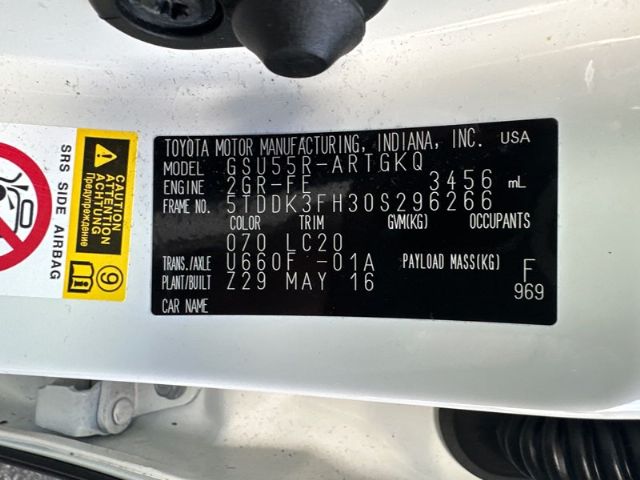 SRS SIDE AIRBAG
CAUTION
ATTENTION
ACHTUNG
Предупреждение
9
TOYOTA MOTOR MANUFACTURING, INDIANA, INC. USA
MODEL GSU55R-ARTGKQ
ENGINE 2GR-FE 3456 mL
FRAME NO. 5TDDK3FH30S296266
COLOR TRIM GVM(KG) OCCUPANTS
070 LC20
TRANS./AXLE U660F -01A PAYLOAD MASS(KG) F
PLANT/BUILT Z29 MAY 16 969
CAR NAME